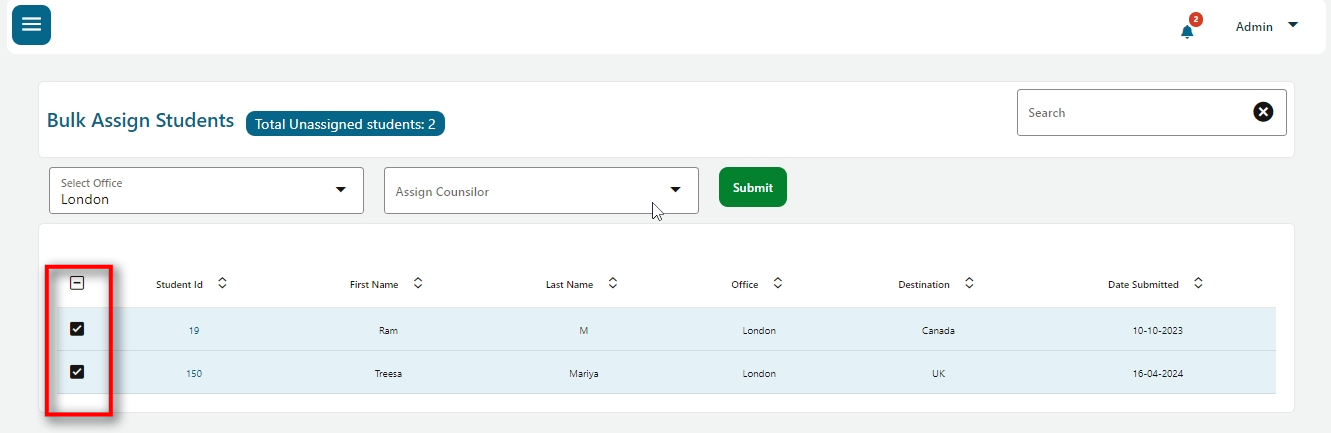 2
Admin
Bulk Assign Students
Total Unassigned students: 2
Search
Select Office
London
Assign Counsilor
Submit
Student Id First Name Last Name Office Destination Date Submitted
19 Ram M London Canada 10-10-2023
150 Treesa Mariya London UK 16-04-2024